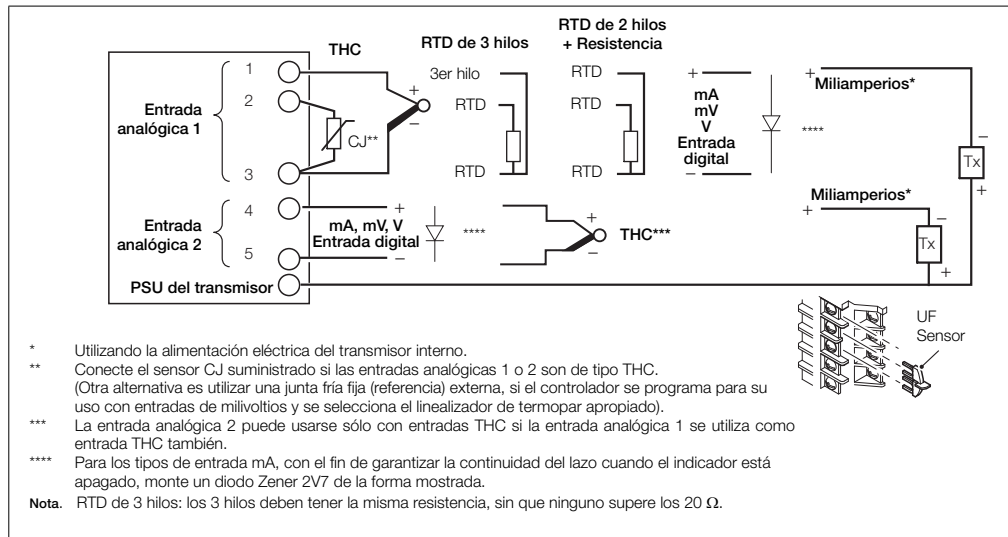 THC
RTD de 3 hilos
RTD de 2 hilos
+ Resistencia
Entrada
analógica 1
1
2
3
CJ**
+
–
3er hilo
RTD
RTD
RTD
RTD
RTD
+
mA
mV
V
Entrada
digital
–
****
+
Miliamperios*
–
Tx
+
Entrada
analógica 2
4
5
+
mA, mV, V
Entrada digital
–
****
+
–
THC***
Miliamperios*
+
–
Tx
+
PSU del transmisor
UF
Sensor
* Utilizando la alimentación eléctrica del transmisor interno.
** Conecte el sensor CJ suministrado si las entradas analógicas 1 o 2 son de tipo THC.
(Otra alternativa es utilizar una junta fría fija (referencia) externa, si el controlador se programa para su
uso con entradas de milivoltios y se selecciona el linealizador de termopar apropiado).
*** La entrada analógica 2 puede usarse sólo con entradas THC si la entrada analógica 1 se utiliza como
entrada THC también.
**** Para los tipos de entrada mA, con el fin de garantizar la continuidad del lazo cuando el indicador está
apagado, monte un diodo Zener 2V7 de la forma mostrada.
Nota. RTD de 3 hilos: los 3 hilos deben tener la misma resistencia, sin que ninguno supere los 20 Ω.